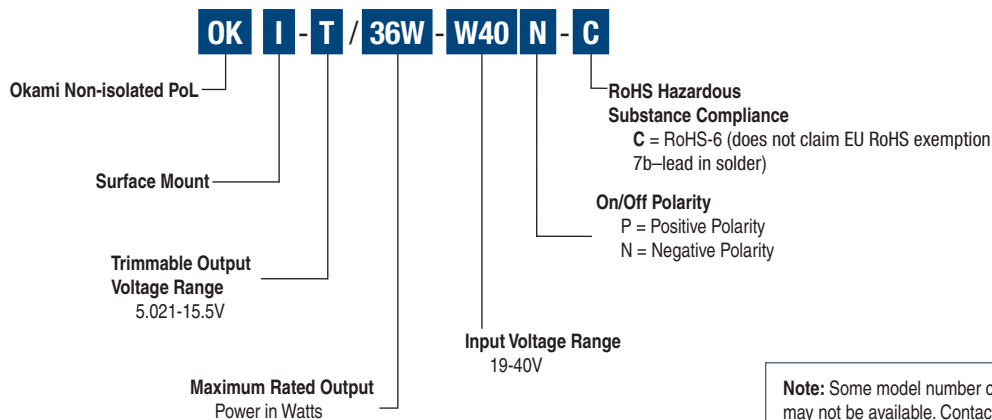 OK I - T / 36W - W40 N - C
Okami Non-isolated PoL
RoHS Hazardous
Substance Compliance
C = RoHS-6 (does not claim EU RoHS exemption
7b–lead in solder)
Surface Mount
On/Off Polarity
P = Positive Polarity
N = Negative Polarity
Trimmable Output
Voltage Range
5.021-15.5V
Input Voltage Range
19-40V
Maximum Rated Output
Power in Watts
Note: Some model number
may not be available. Contac